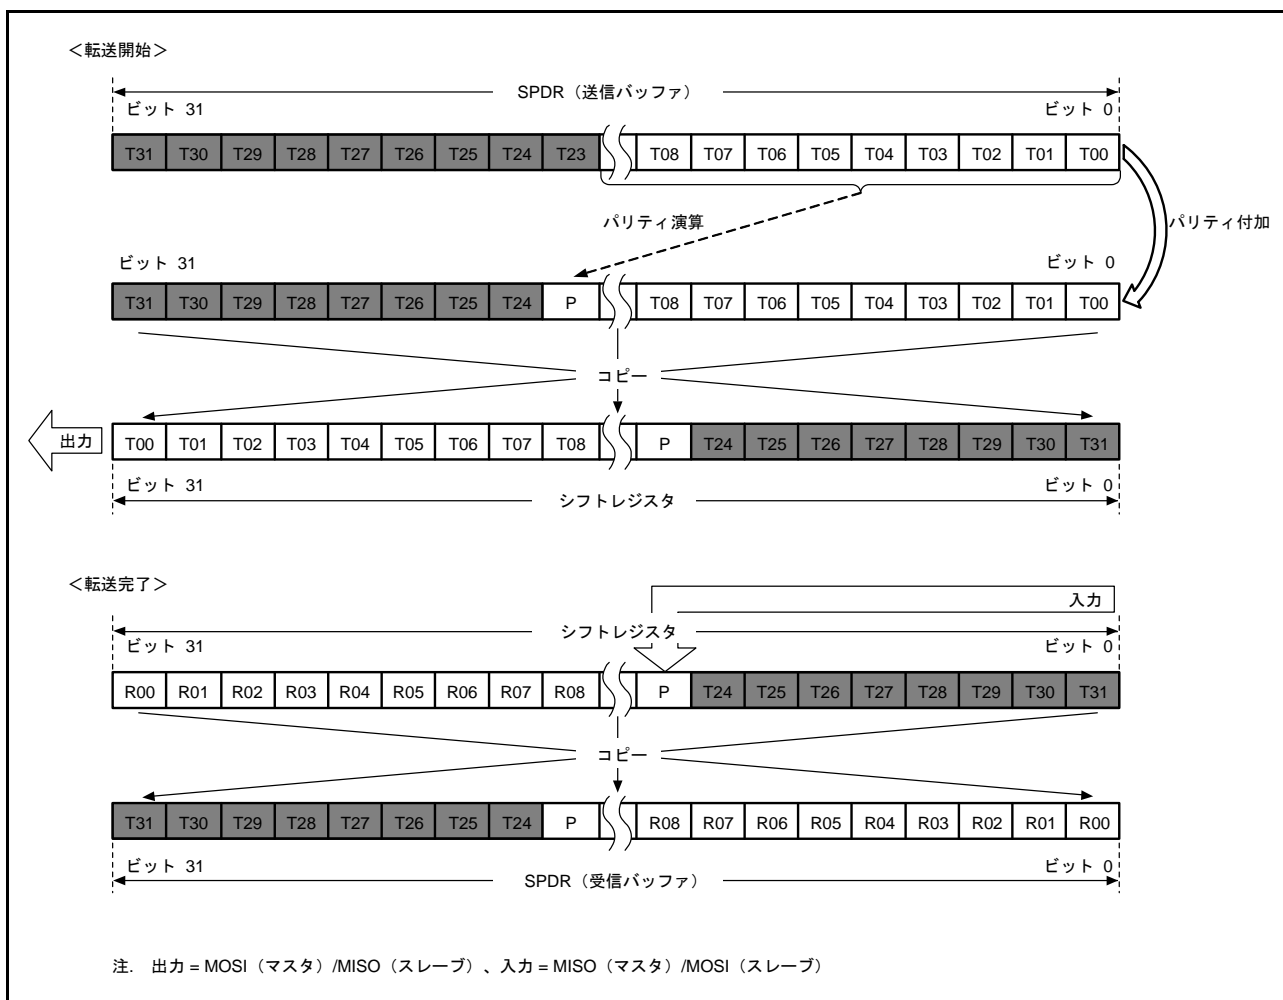 ＜転送開始＞
SPDR（送信バッファ）
ビット 31 ビット 0
T31 T30 T29 T28 T27 T26 T25 T24 T23 T08 T07 T06 T05 T04 T03 T02 T01 T00
パリティ演算 パリティ付加
ビット 31 ビット 0
T31 T30 T29 T28 T27 T26 T25 T24 P T08 T07 T06 T05 T04 T03 T02 T01 T00
コピー
出力 T00 T01 T02 T03 T04 T05 T06 T07 T08 P T24 T25 T26 T27 T28 T29 T30 T31
ビット 31 ビット 0
シフトレジスタ
＜転送完了＞
入力
シフトレジスタ
ビット 31 ビット 0
R00 R01 R02 R03 R04 R05 R06 R07 R08 P T24 T25 T26 T27 T28 T29 T30 T31
コピー
T31 T30 T29 T28 T27 T26 T25 T24 P R08 R07 R06 R05 R04 R03 R02 R01 R00
ビット 31 ビット 0
SPDR（受信バッファ）
注. 出力 = MOSI（マスタ）/MISO（スレーブ）、入力 = MISO（マスタ）/MOSI（スレーブ）